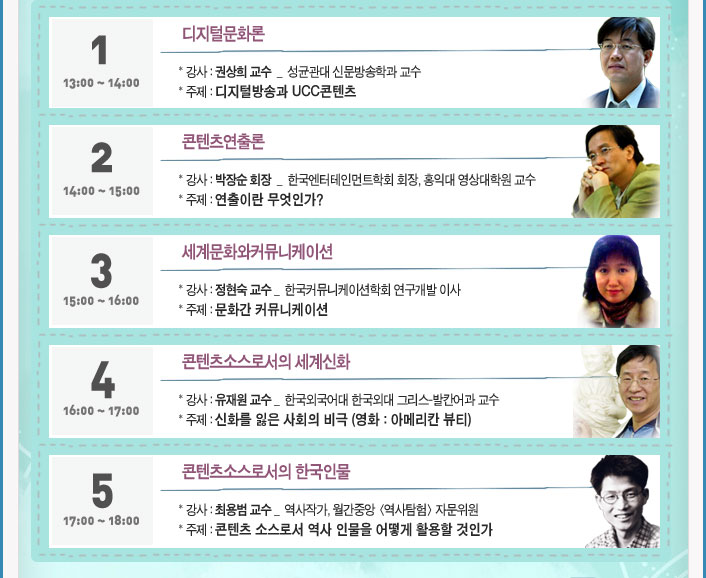 1
13:00 ~ 14:00
디지털문화론
* 강사 : 권상희 교수 _ 성균관대 신문방송학과 교수
* 주제 : 디지털방송과 UCC콘텐츠
2
14:00 ~ 15:00
콘텐츠연출론
* 강사 : 박장순 회장 _ 한국엔터테인먼트학회 회장, 홍익대 영상대학원 교수
* 주제 : 연출이란 무엇인가?
3
15:00 ~ 16:00
세계문화와커뮤니케이션
* 강사 : 정현숙 교수 _ 한국커뮤니케이션학회 연구개발 이사
* 주제 : 문화간 커뮤니케이션
4
16:00 ~ 17:00
콘텐츠소스로서의 세계신화
* 강사 : 유재원 교수 _ 한국외국어대 한국외대 그리스-발칸어과 교수
* 주제 : 신화를 잃은 사회의 비극 (영화 : 아메리칸 뷰티)
5
17:00 ~ 18:00
콘텐츠소스로서의 한국인물
* 강사 : 최용범 교수 _ 역사작가, 월간중앙 <역사탐험> 자문위원
* 주제 : 콘텐츠 소스로서 역사 인물을 어떻게 활용할 것인가